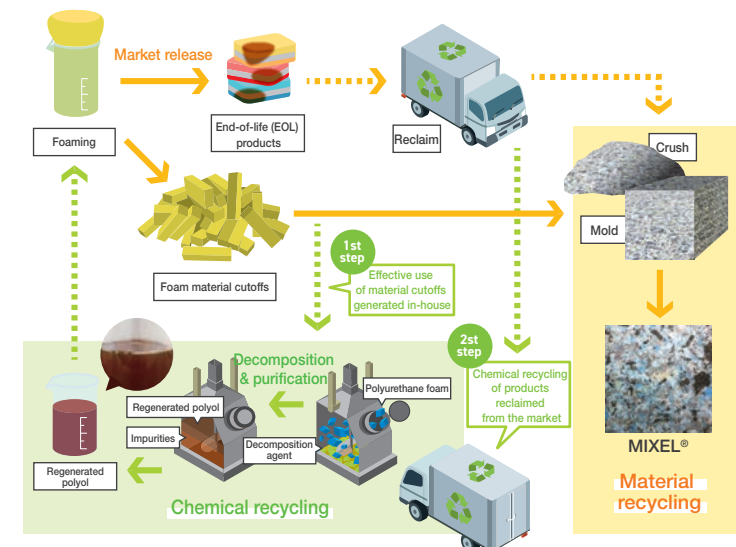 Market release
Foaming
End-of-life (EOL)
products
Reclaim
Crush
Mold
Foam material cutoffs
1st
step
Effective use
of material cutoffs
generated in-house
2st
step
Chemical recycling
of products
reclaimed
from the market
Decomposition
& purification
Polyurethane foam
Regenerated polyol
Impurities
Decomposition
agent
Regenerated
polyol
Chemical recycling
MIXEL®
Material
recycling